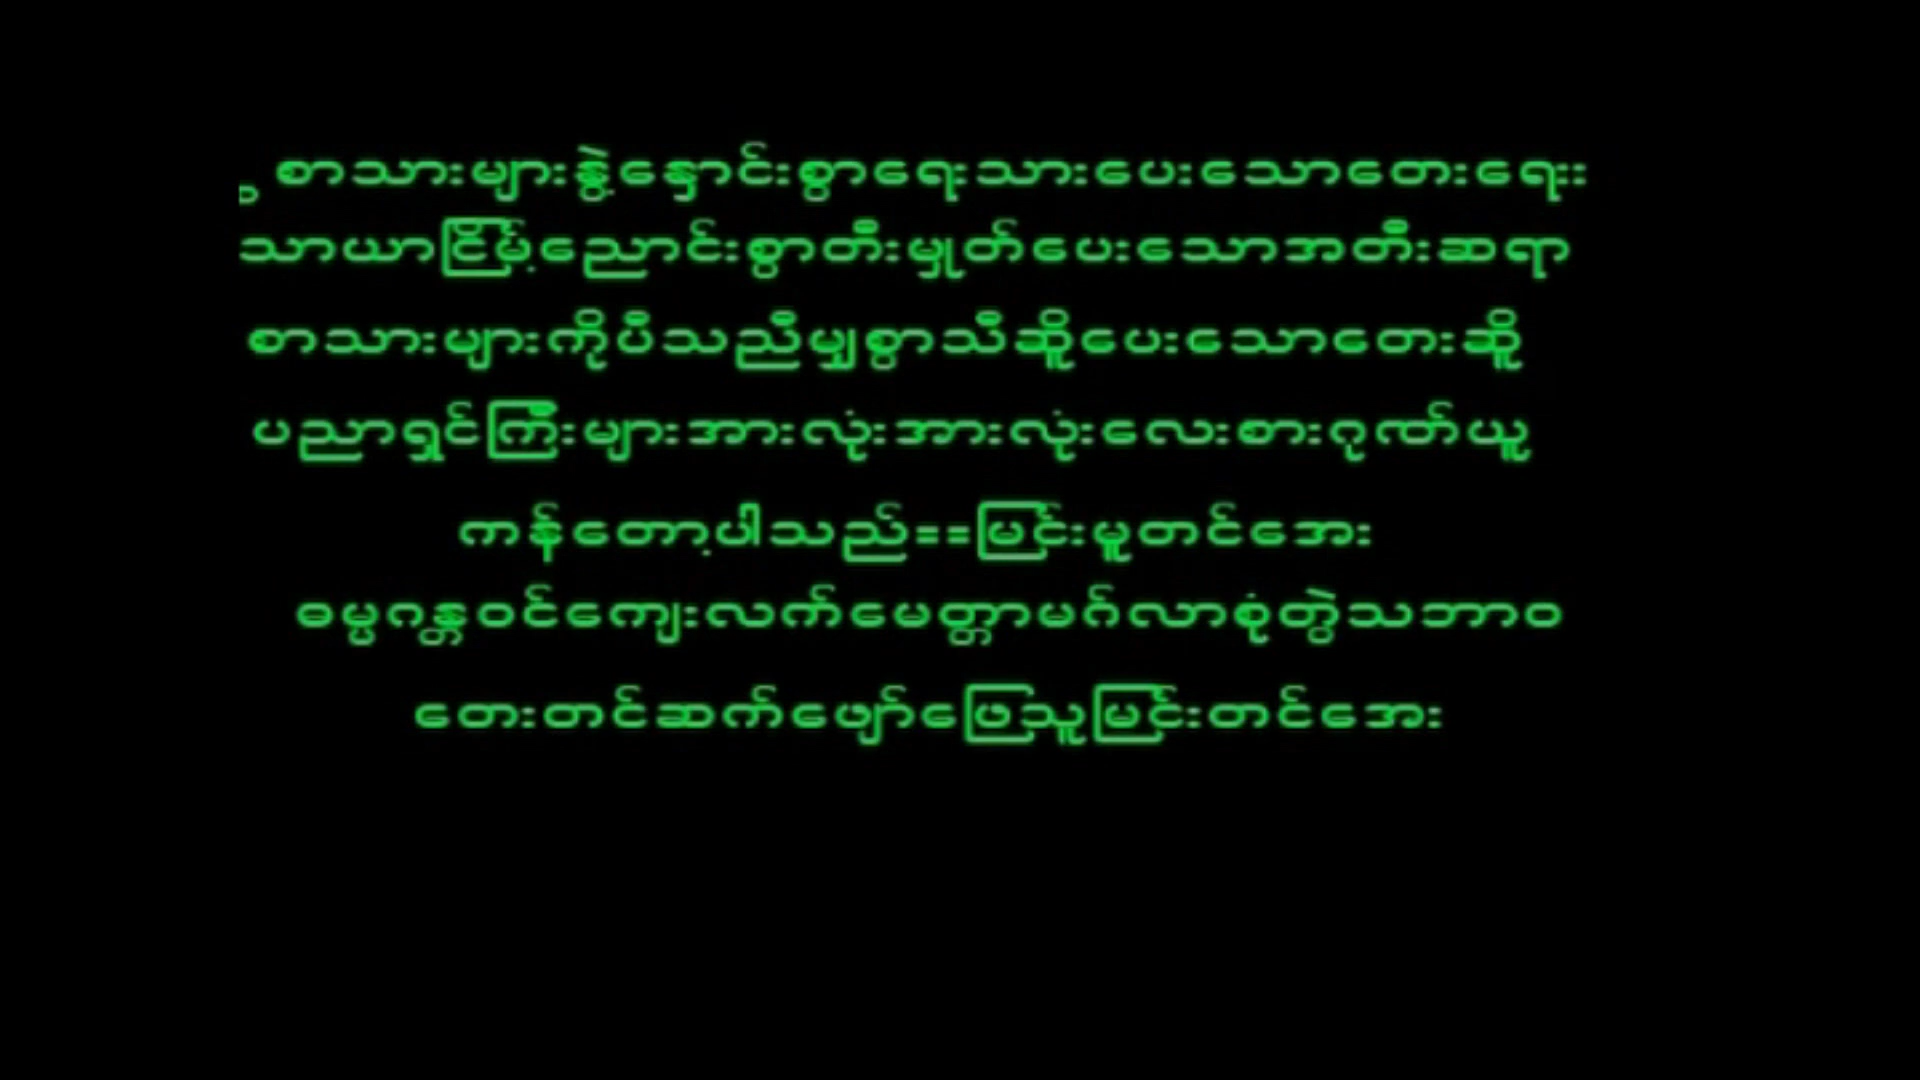 စာသားများနွဲ့နှောင်းစွာရေးသားပေးသောတေးရေးး
သာယာငြိမ့်ညောင်းစွာတီးမှုတ်ပေးသောအတီးဆရာ
စာသားများကိုပီသညီမျှစွာသီဆိူပေးသောတေးဆိူ
ပညာရှင်ကြီးများအားလုံးအားလုံးလေးစားဂုဏ်ယူ
ကန်တော့ပါသည်==မြင်းမူတင်အေး
ဓမ္မဂန္တဝင်ကျေးလက်မေတ္တာမင်္ဂလာစုံတွဲသဘာဝ
တေးတင်ဆက်ဖျော်ဖြေသူမြင်းတင်အေး